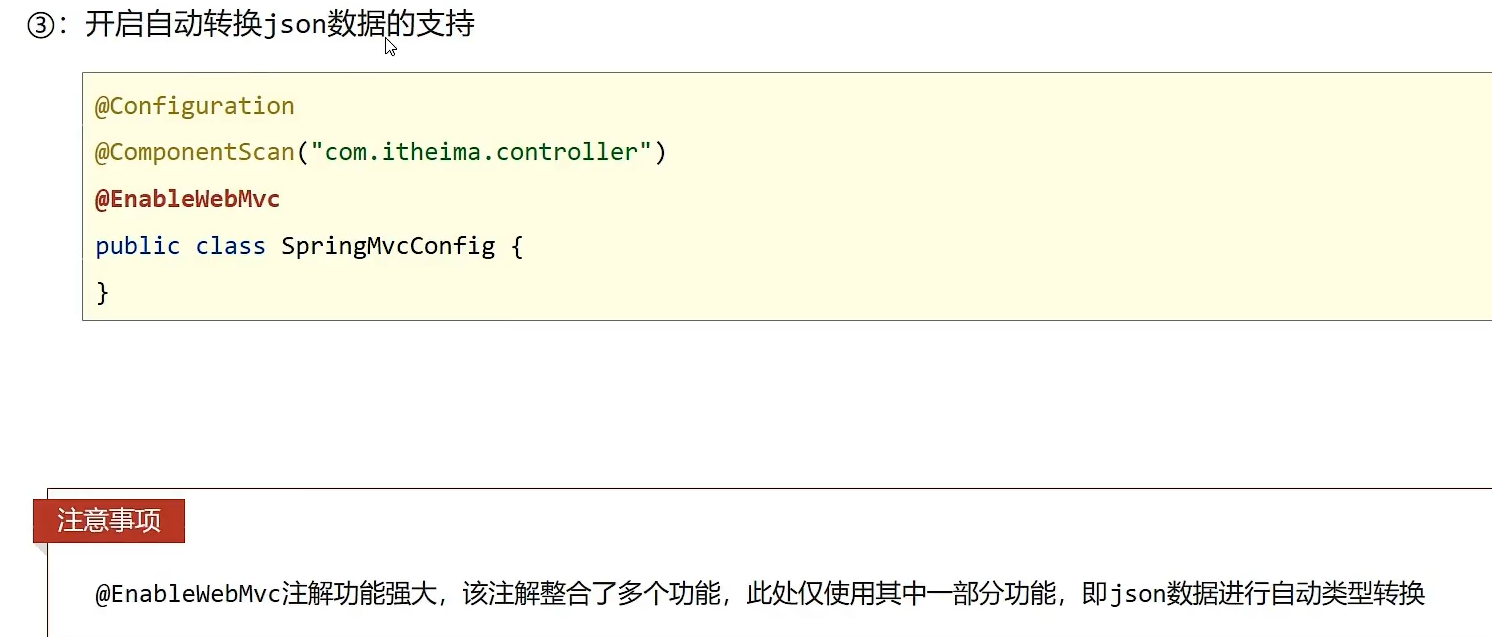 ③：开启自动转换json数据的支持
@Configuration
@ComponentScan("com.itheima.controller")
@EnableWebMvc
public class SpringMvcConfig {
}
注意事项
@EnableWebMvc注解功能强大，该注解整合了多个功能，此处仅使用其中一部分功能，即json数据进行自动类型转换